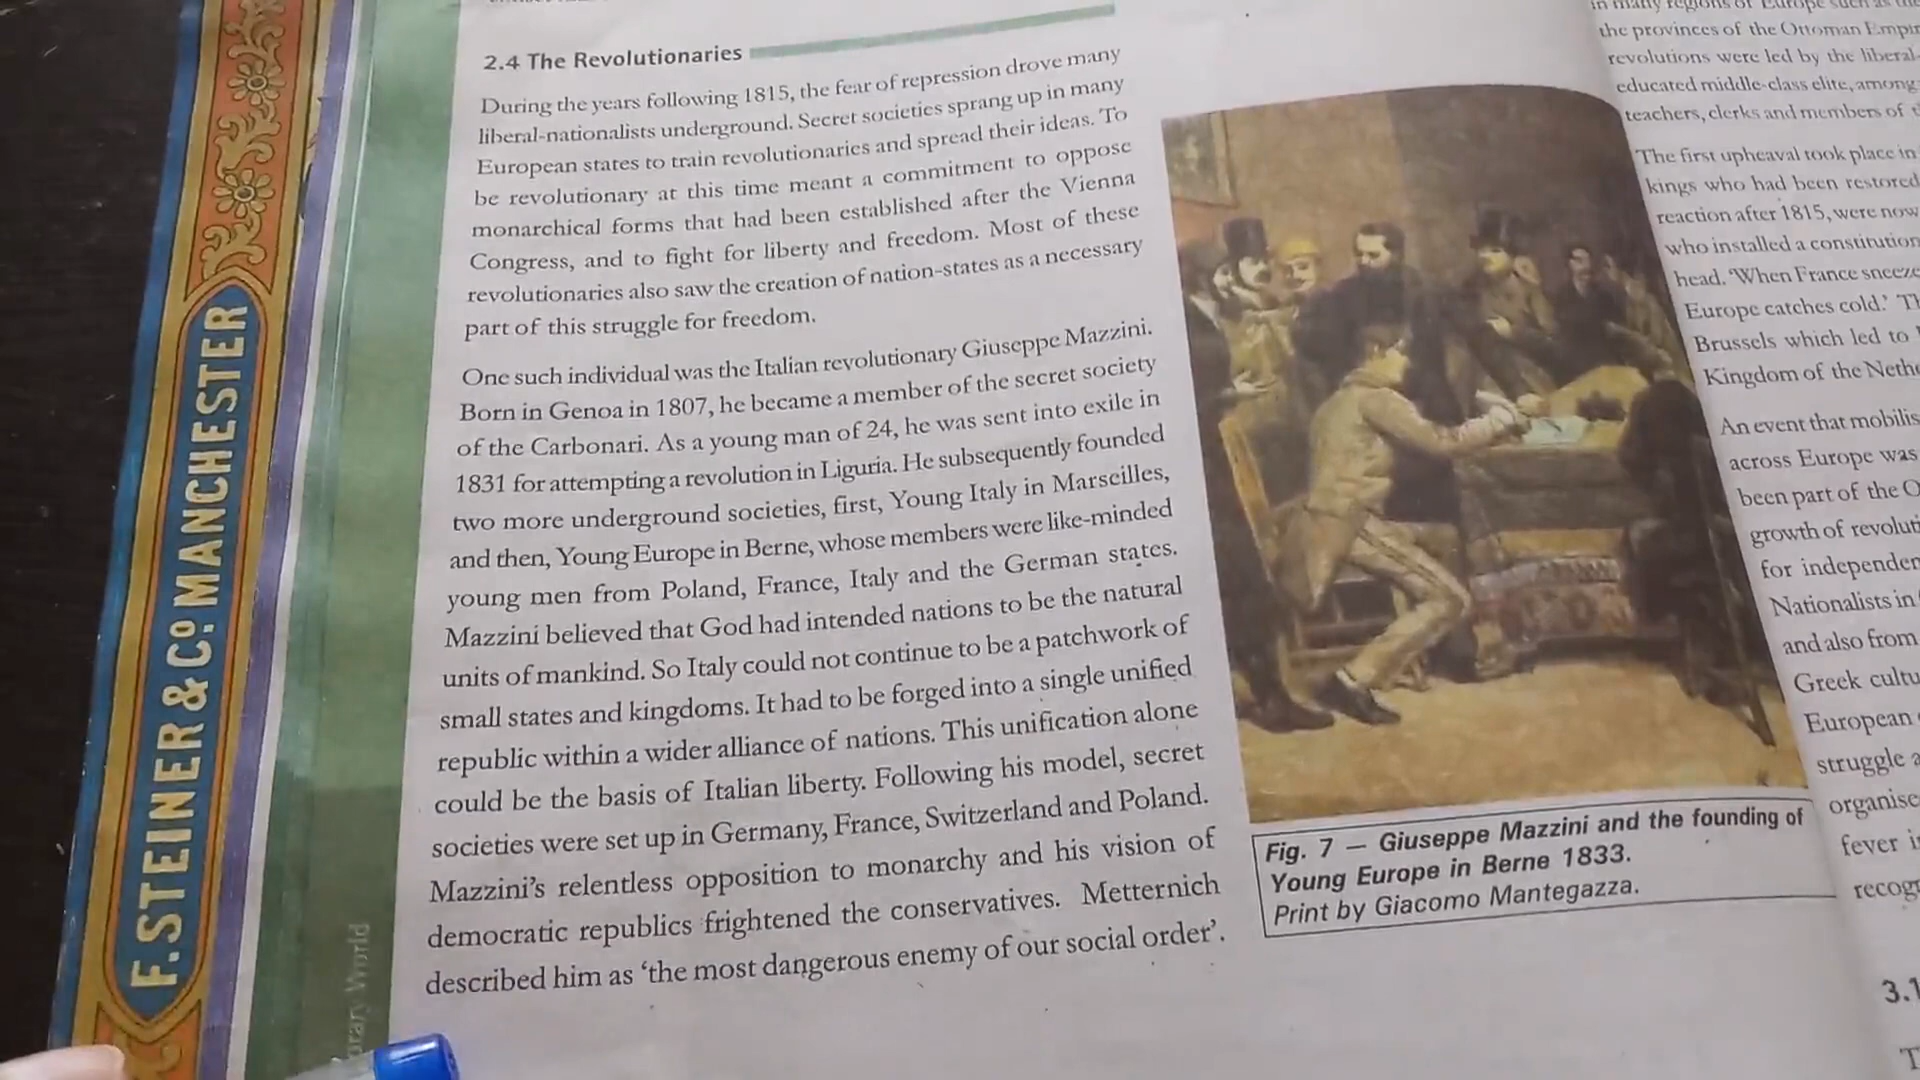 F. STEINER & Co. MANCHESTER
2.4 The Revolutionaries
During the years following 1815, the fear of repression drove many
liberal-nationalists underground. Secret societies sprang up in many
European states to train revolutionaries and spread their ideas. To
be revolutionary at this time meant a commitment to oppose
monarchical forms that had been established after the Vienna
Congress, and to fight for liberty and freedom. Most of these
revolutionaries also saw the creation of nation-states as a necessary
part of this struggle for freedom.
One such individual was the Italian revolutionary Giuseppe Mazzini.
Born in Genoa in 1807, he became a member of the secret society
of the Carbonari. As a young man of 24, he was sent into exile in
1831 for attempting a revolution in Liguria. He subsequently founded
two more underground societies, first, Young Italy in Marseilles,
and then, Young Europe in Berne, whose members were like-minded
young men from Poland, France, Italy and the German states.
Mazzini believed that God had intended nations to be the natural
units of mankind. So Italy could not continue to be a patchwork of
small states and kingdoms. It had to be forged into a single unified
republic within a wider alliance of nations. This unification alone
could be the basis of Italian liberty. Following his model, secret
societies were set up in Germany, France, Switzerland and Poland.
Mazzini's relentless opposition to monarchy and his vision of
democratic republics frightened the conservatives. Metternich
described him as 'the most dangerous enemy of our social order'.
World
Fig. 7 — Giuseppe Mazzini and the founding of
Young Europe in Berne 1833.
Print by Giacomo Mantegazza.
in many regions of Europe such as
the provinces of the Ottoman
revolutions were led by the liberal-
educated middle-class elite, among
teachers, clerks and members of
The first upheaval took place in
kings who had been restored
reaction after 1815, were now
who installed a constitution
head. 'When France
Europe catches cold.'
Brussels which led to
Kingdom of the
An event that
across Europe was
been part of the
growth of
for
Nationalists in
and also from
Greek
European
struggle
3.1